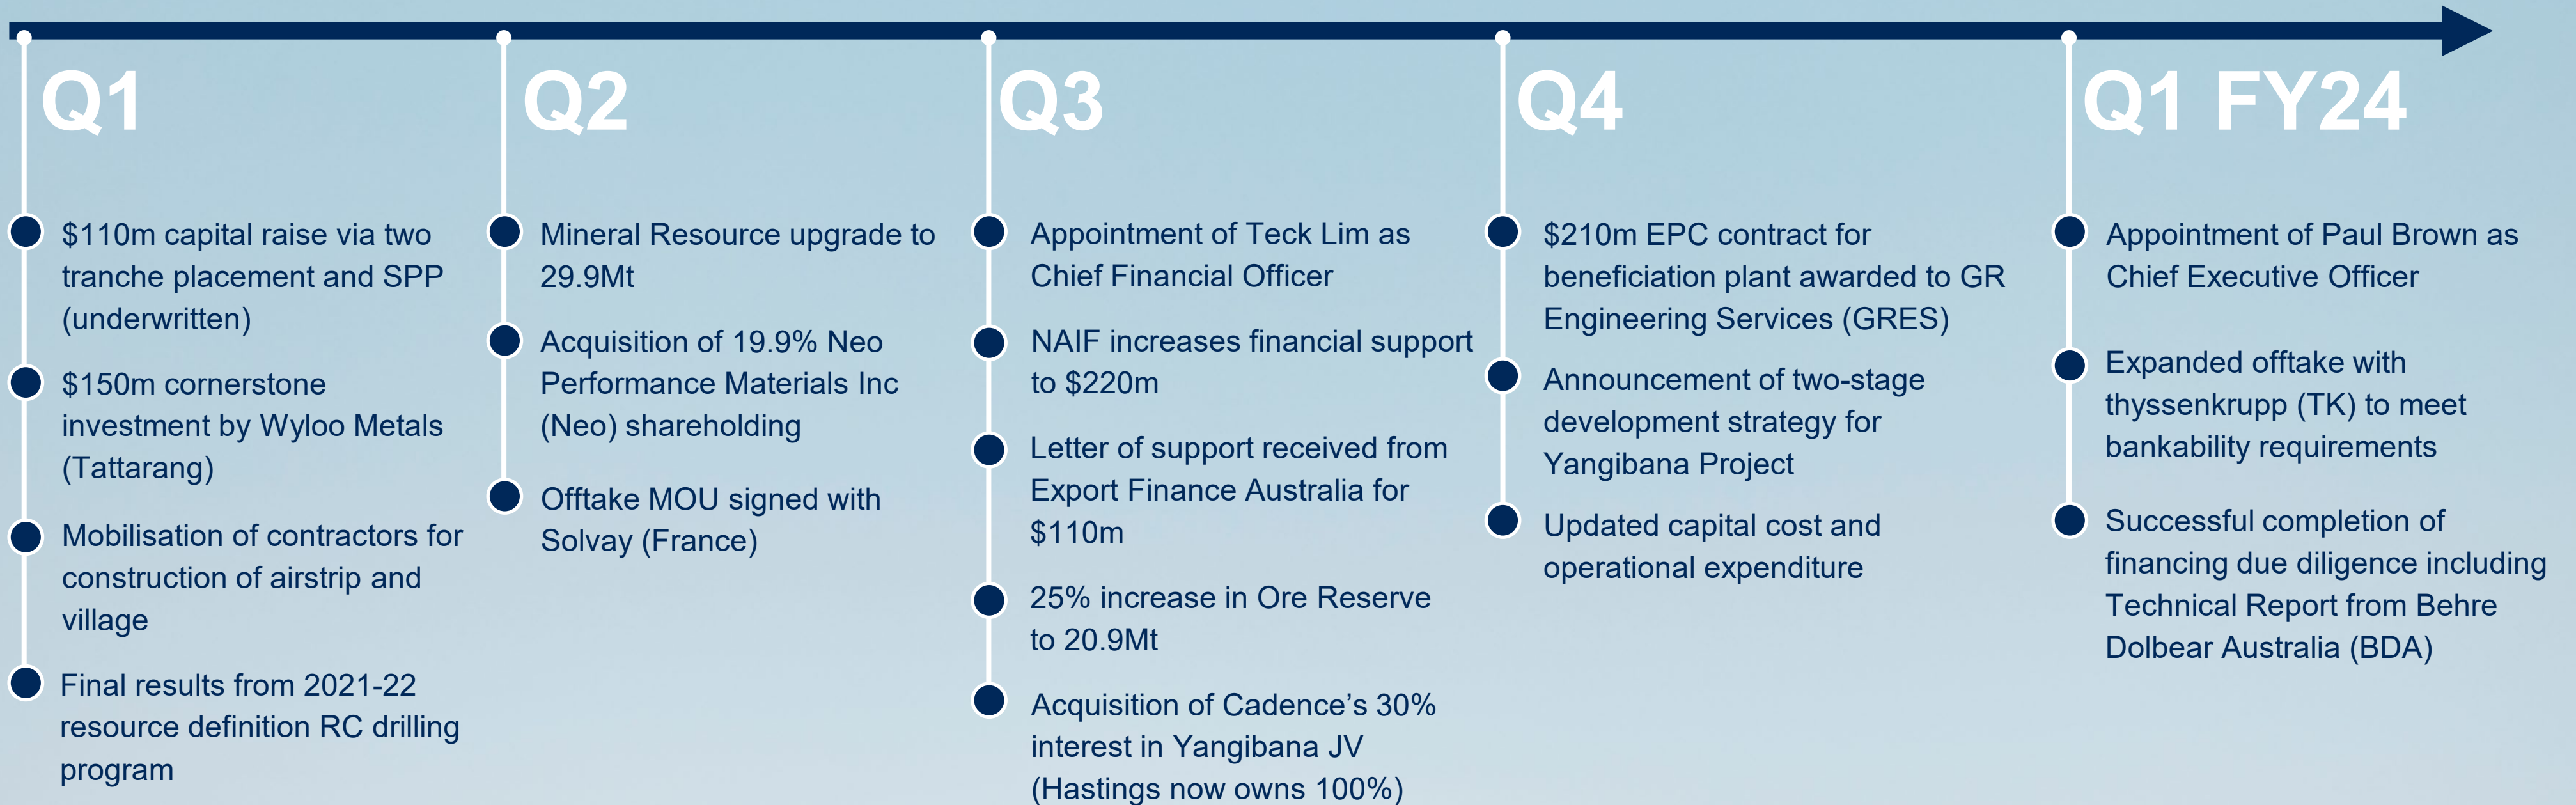 Q1
$110m capital raise via two
tranche placement and SPP
(underwritten)
$150m cornerstone
investment by Wyloo Metals
(Tattarang)
Mobilisation of contractors for
construction of airstrip and
village
Final results from 2021-22
resource definition RC drilling
program
Q2
Mineral Resource upgrade to
29.9Mt
Acquisition of 19.9% Neo
Performance Materials Inc
(Neo) shareholding
Offtake MOU signed with
Solvay (France)
Q3
Appointment of Teck Lim as
Chief Financial Officer
NAIF increases financial support
to $220m
Letter of support received from
Export Finance Australia for
$110m
25% increase in Ore Reserve
to 20.9Mt
Acquisition of Cadence’s 30%
interest in Yangibana JV
(Hastings now owns 100%)
Q4
$210m EPC contract for
beneficiation plant awarded to GR
Engineering Services (GRES)
Announcement of two-stage
development strategy for
Yangibana Project
Updated capital cost and
operational expenditure
Q1 FY24
Appointment of Paul Brown as
Chief Executive Officer
Expanded offtake with
thyssenkrupp (TK) to meet
bankability requirements
Successful completion of
financing due diligence including
Technical Report from Behre
Dolbear Australia (BDA)